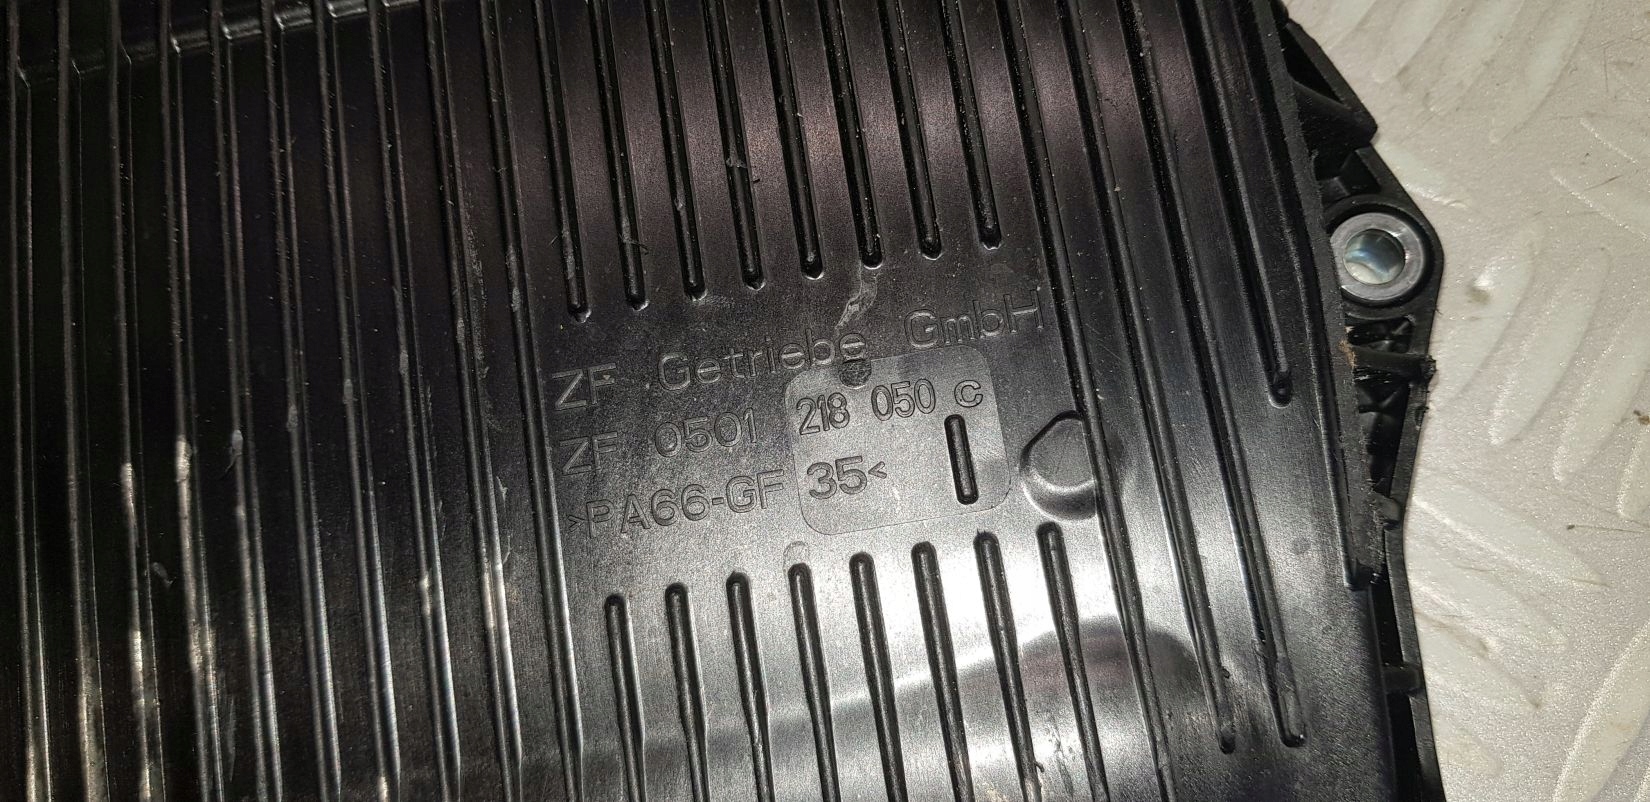 ZF Getriebe GmbH
ZF 0501 218 050 C
>PA66-GF 35<